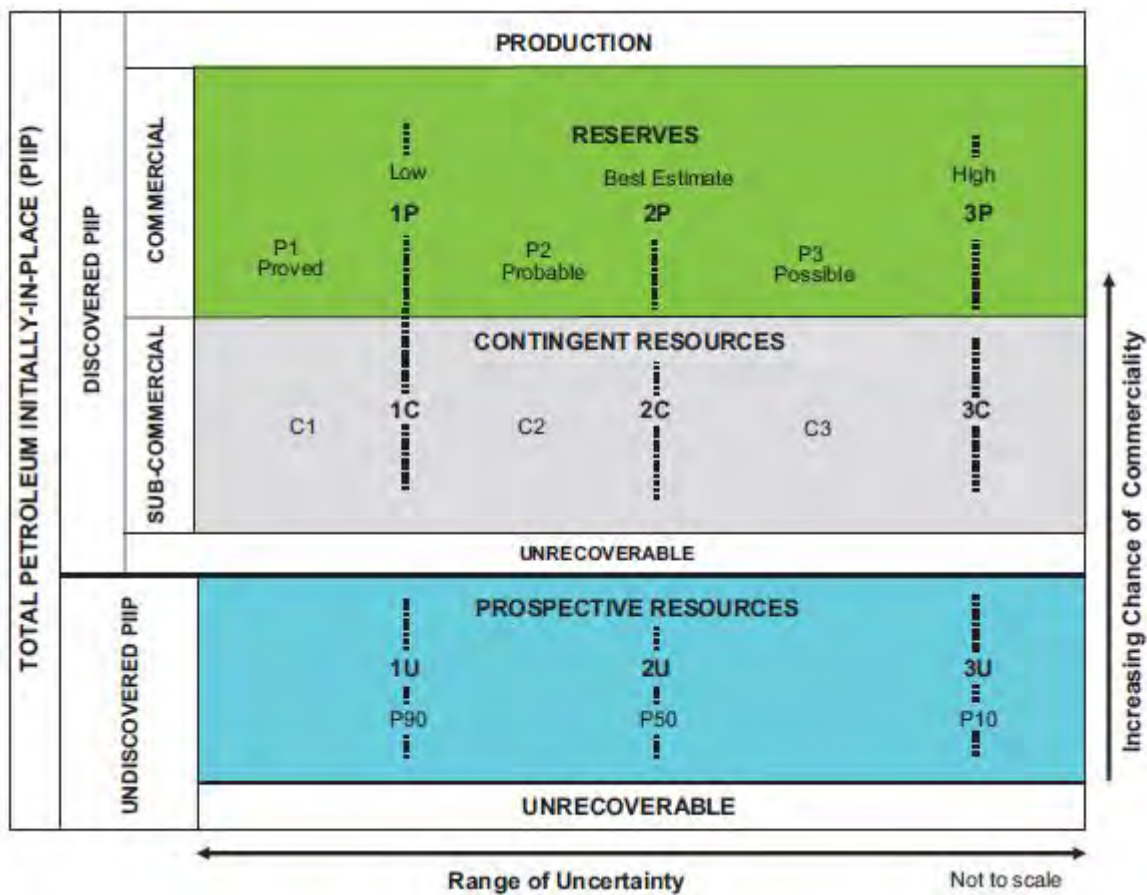 TOTAL PETROLEUM INITIALLY-IN-PLACE (PIIP)
DISCOVERED PIIP
COMMERCIAL
PRODUCTION
RESERVES
Low
Best Estimate
High
1P
2P
3P
P1
Proved
P2
Probable
P3
Possible
SUB-COMMERCIAL
CONTINGENT RESOURCES
C1
1C
C2
2C
C3
3C
UNRECOVERABLE
UNDISCOVERED PIIP
PROSPECTIVE RESOURCES
1U
2U
3U
P90
P50
P10
UNRECOVERABLE
Increasing Chance of Commerciality
Range of Uncertainty
Not to scale